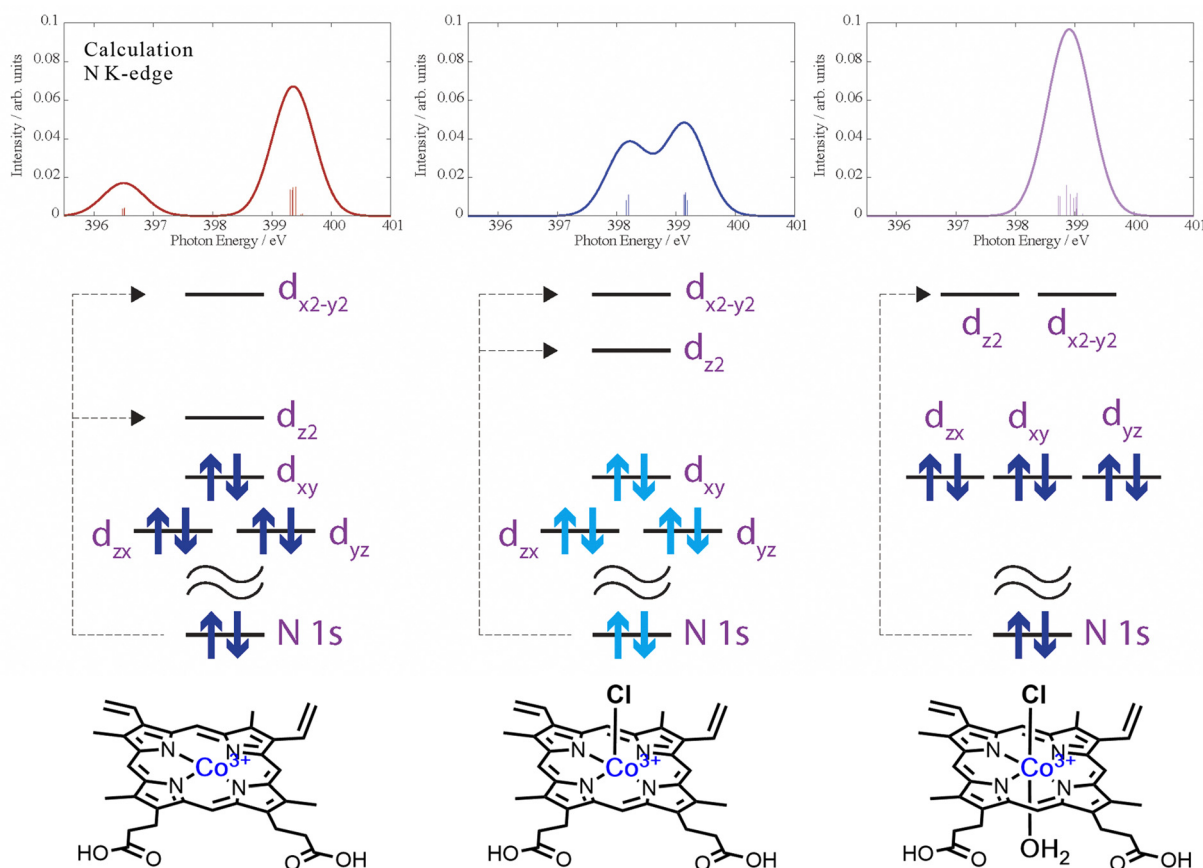 Calculation
N K-edge
0.1
0.08
0.06
0.04
0.02
0
Intensity / arb. units
396 397 398 399 400 401
Photon Energy / eV
0.1
0.08
0.06
0.04
0.02
0
Intensity / arb. units
396 397 398 399 400 401
Photon Energy / eV
0.1
0.08
0.06
0.04
0.02
0
Intensity / arb. units
396 397 398 399 400 401
Photon Energy / eV
dx2-y2
dz2
dxy
dzx
dyz
N 1s
dx2-y2
dz2
dxy
dzx
dyz
N 1s
dz2
dx2-y2
dzx
dxy
dyz
N 1s
N
N
Co3+
N
N
HO
O
O
OH
Cl
N
N
Co3+
N
N
HO
O
O
OH
Cl
N
N
Co3+
N
N
OH2
HO
O
O
OH